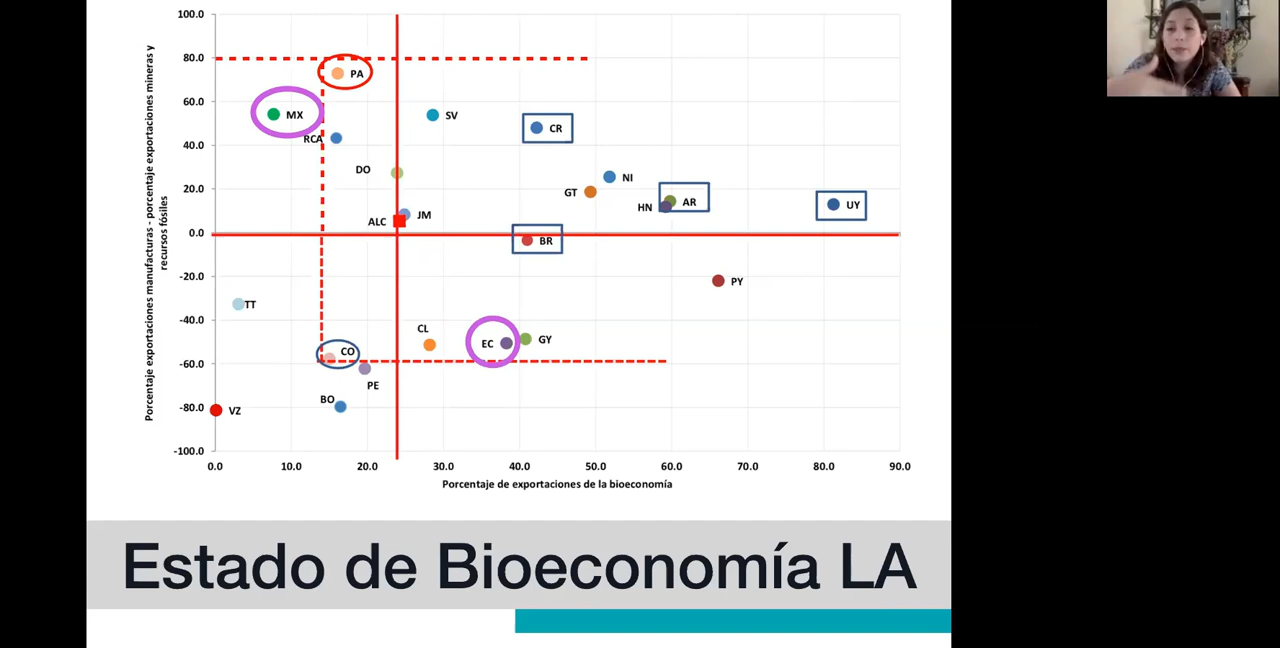 100.0
80.0
60.0
40.0
20.0
0.0
-20.0
-40.0
-60.0
-80.0
-100.0
Porcentaje exportaciones manufacturas - porcentaje exportaciones mineras y
recursos fósiles
PA
MX
SV
CR
RCA
DO
NI
GT
AR
HN
UY
JM
ALC
BR
PY
TT
CL
EC
GY
CO
PE
BO
VZ
0.0 10.0 20.0 30.0 40.0 50.0 60.0 70.0 80.0 90.0
Porcentaje de exportaciones de la bioeconomía
Estado de Bioeconomía LA